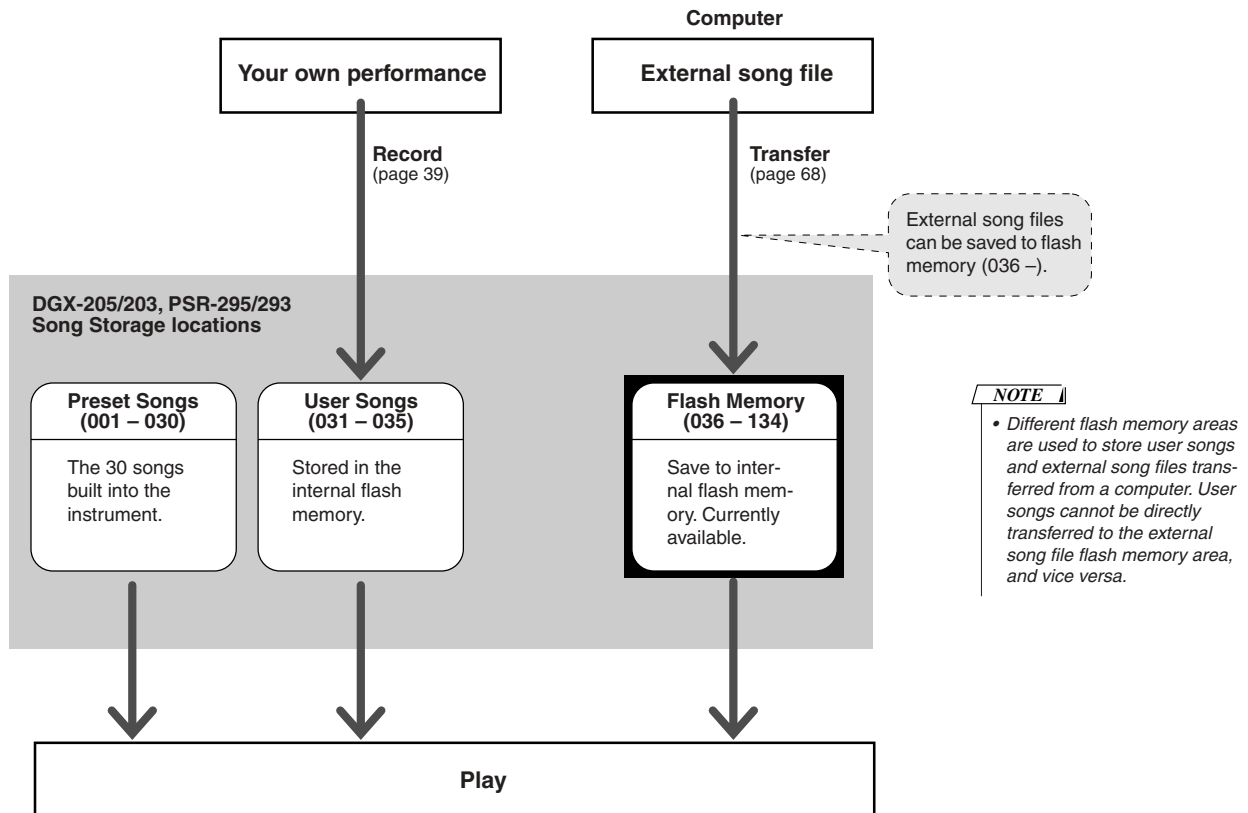 Computer
Your own performance
External song file
Record
(page 39)
Transfer
(page 68)
External song files
can be saved to flash
memory (036 –).
DGX-205/203, PSR-295/293
Song Storage locations
Preset Songs
(001 – 030)
The 30 songs
built into the
instrument.
User Songs
(031 – 035)
Stored in the
internal flash
memory.
Flash Memory
(036 – 134)
Save to inter-
nal flash mem-
ory. Currently
available.
NOTE
• Different flash memory areas
are used to store user songs
and external song files trans-
ferred from a computer. User
songs cannot be directly
transferred to the external
song file flash memory area,
and vice versa.
Play